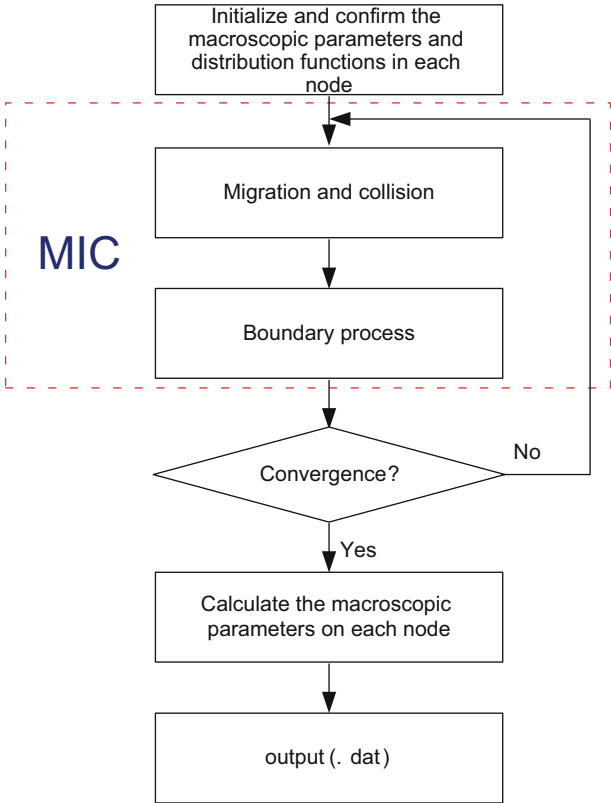 Initialize and confirm the
macroscopic parameters and
distribution functions in each
node
Migration and collision
MIC
Boundary process
Convergence?
No
Yes
Calculate the macroscopic
parameters on each node
output (. dat)